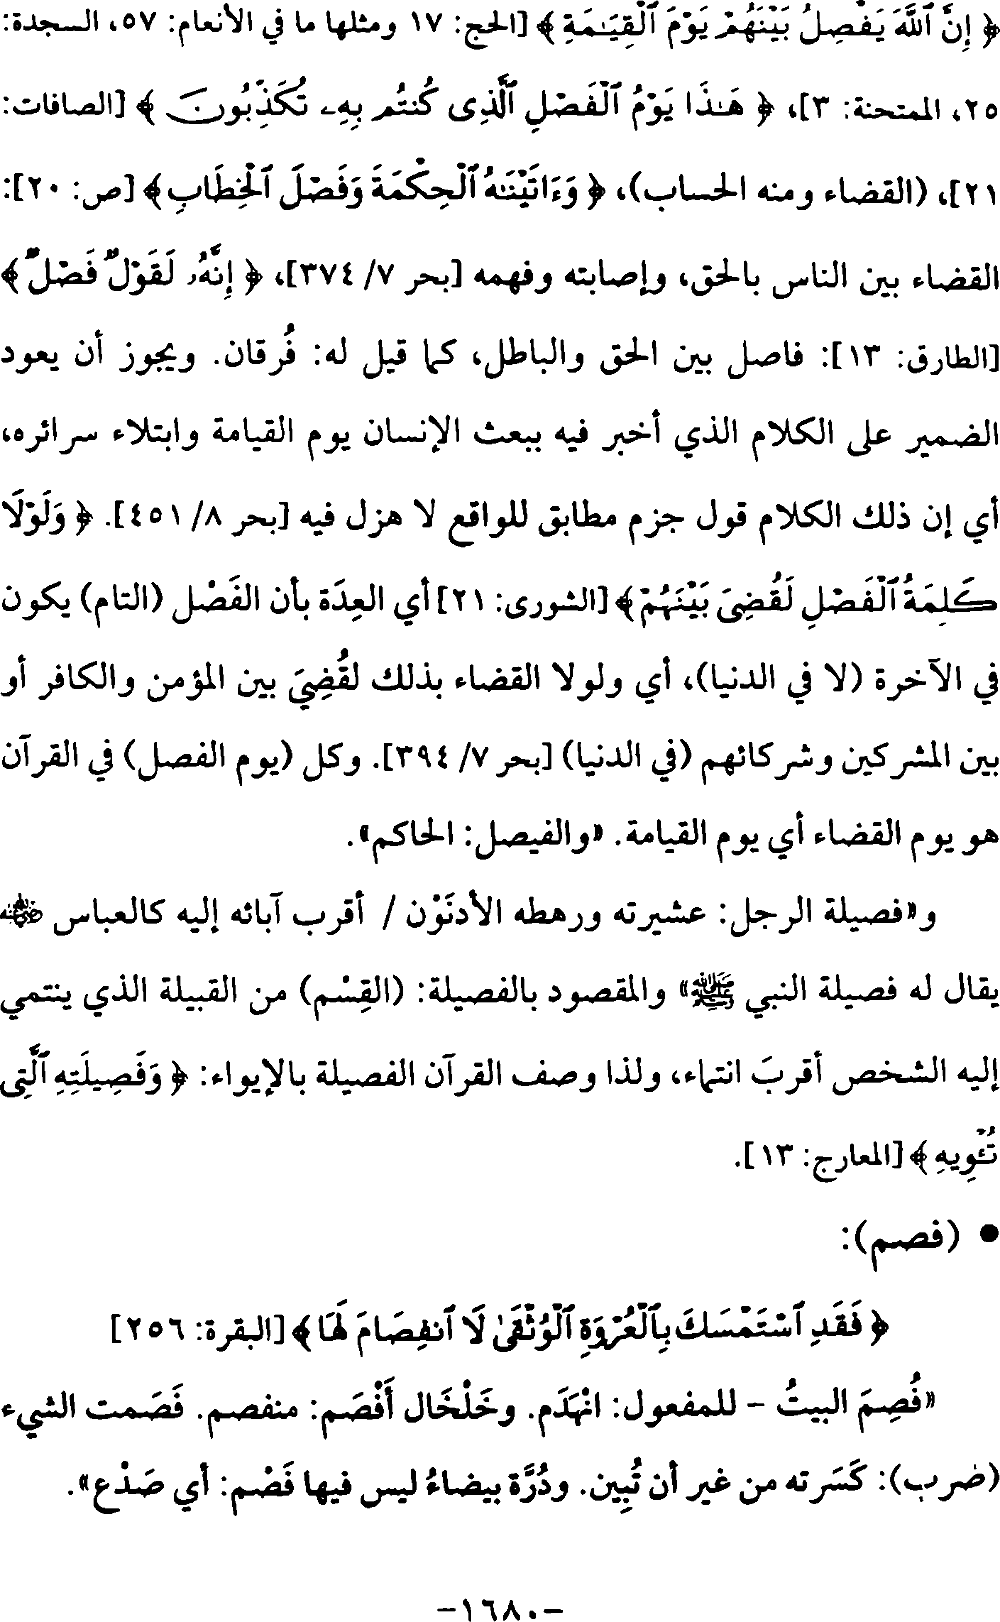 ﴿ إِنَّ ٱللَّهَ يَفْصِلُ بَيْنَهُمْ يَوْمَ ٱلْقِيَٰمَةِ ﴾ [الحج: ١٧ ومثلها ما في الأنعام: ٥٧، السجدة:
٢٥، الممتحنة: ٣]، ﴿ هَٰذَا يَوْمُ ٱلْفَصْلِ ٱلَّذِى كُنتُم بِهِۦ تُكَذِّبُونَ ﴾ [الصافات:
٢١]، (القضاء ومنه الحساب)، ﴿ وَءَاتَيْنَٰهُ ٱلْحِكْمَةَ وَفَصْلَ ٱلْخِطَابِ ﴾ [ص: ٢٠]:
القضاء بين الناس بالحق، وإصابته وفهمه [بحر ٧/ ٣٧٤]، ﴿ إِنَّهُۥ لَقَوْلٌ فَصْلٌ ﴾
[الطارق: ١٣]: فاصل بين الحق والباطل، كما قيل له: فُرقان. ويجوز أن يعود
الضمير على الكلام الذي أخبر فيه ببعث الإنسان يوم القيامة وابتلاء سرائره،
أي إن ذلك الكلام قول جزم مطابق للواقع لا هزل فيه [بحر ٨/ ٤٥١]. ﴿ وَلَوْلَا
كَلِمَةُ ٱلْفَصْلِ لَقُضِىَ بَيْنَهُمْ ﴾ [الشورى: ٢١] أي العِدَة بأن الفَصْل (التام) يكون
في الآخرة (لا في الدنيا)، أي ولولا القضاء بذلك لقُضِيَ بين المؤمن والكافر أو
بين المشركين وشركائهم (في الدنيا) [بحر ٧/ ٣٩٤]. وكل (يوم الفصل) في القرآن
هو يوم القضاء أي يوم القيامة. «والفيصل: الحاكم».
و«فصيلة الرجل: عشيرته ورهطه الأدنَوْن / أقرب آبائه إليه كالعباس رضي الله عنه
يقال له فصيلة النبي ﷺ» والمقصود بالفصيلة: (القِسْم) من القبيلة الذي ينتمي
إليه الشخص أقربَ انتماء، ولذا وصف القرآن الفصيلة بالإيواء: ﴿ وَفَصِيلَتِهِ ٱلَّتِى
تُـْٔوِيهِ ﴾ [المعارج: ١٣].
● (فصم):
﴿ فَقَدِ ٱسْتَمْسَكَ بِٱلْعُرْوَةِ ٱلْوُثْقَىٰ لَا ٱنفِصَامَ لَهَا ﴾ [البقرة: ٢٥٦]
«فُصِمَ البيتُ - للمفعول: انْهَدَم. وخَلْخَال أَفْصَم: منفصم. فَصَمت الشيء
(ضرب): كَسَرته من غير أن تُبِين. ودُرَّة بيضاءُ ليس فيها فَصْم: أي صَدْع».
-١٦٨٠-